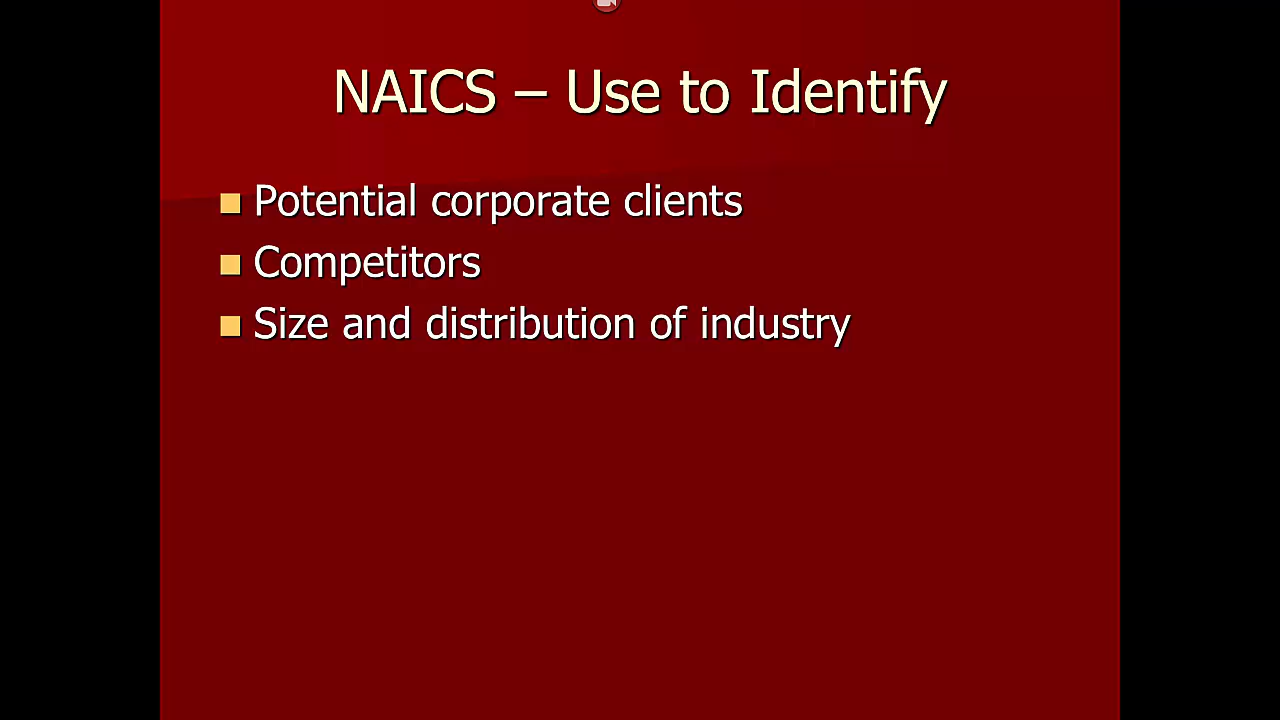 NAICS – Use to Identify
Potential corporate clients
Competitors
Size and distribution of industry